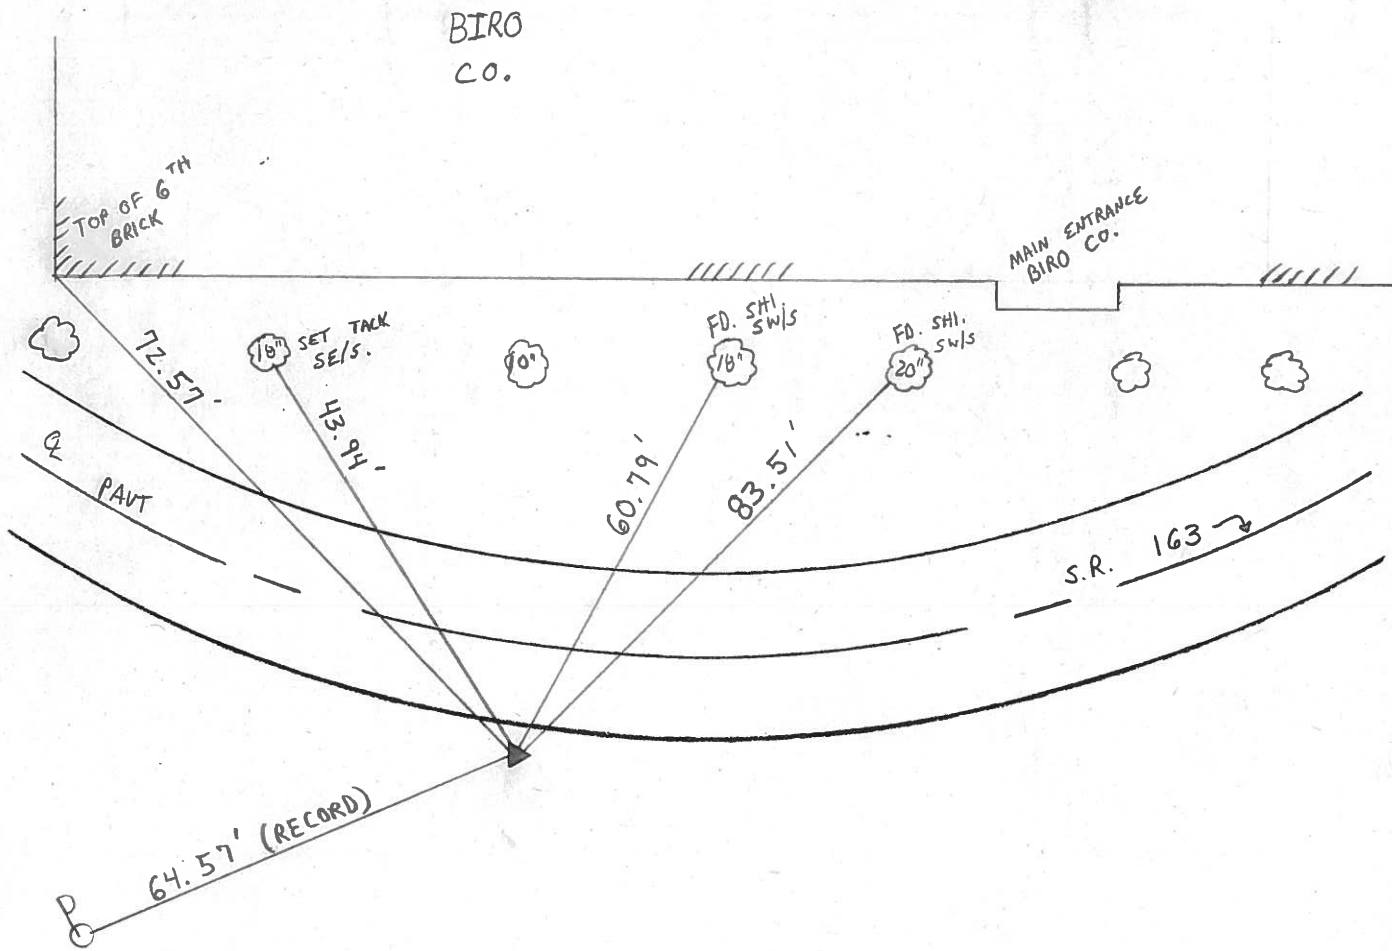 BIRO
CO.
TOP OF 6TH
BRICK
MAIN ENTRANCE
BIRO CO.
18"
SET TACK
SE/S.
10"
FD. SHI.
SW/S
18"
FD. SHI.
SW/S
20"
72.57
43.94'
60.79'
83.51'
℄
PAVT
S.R. 163
64.57' (RECORD)
P